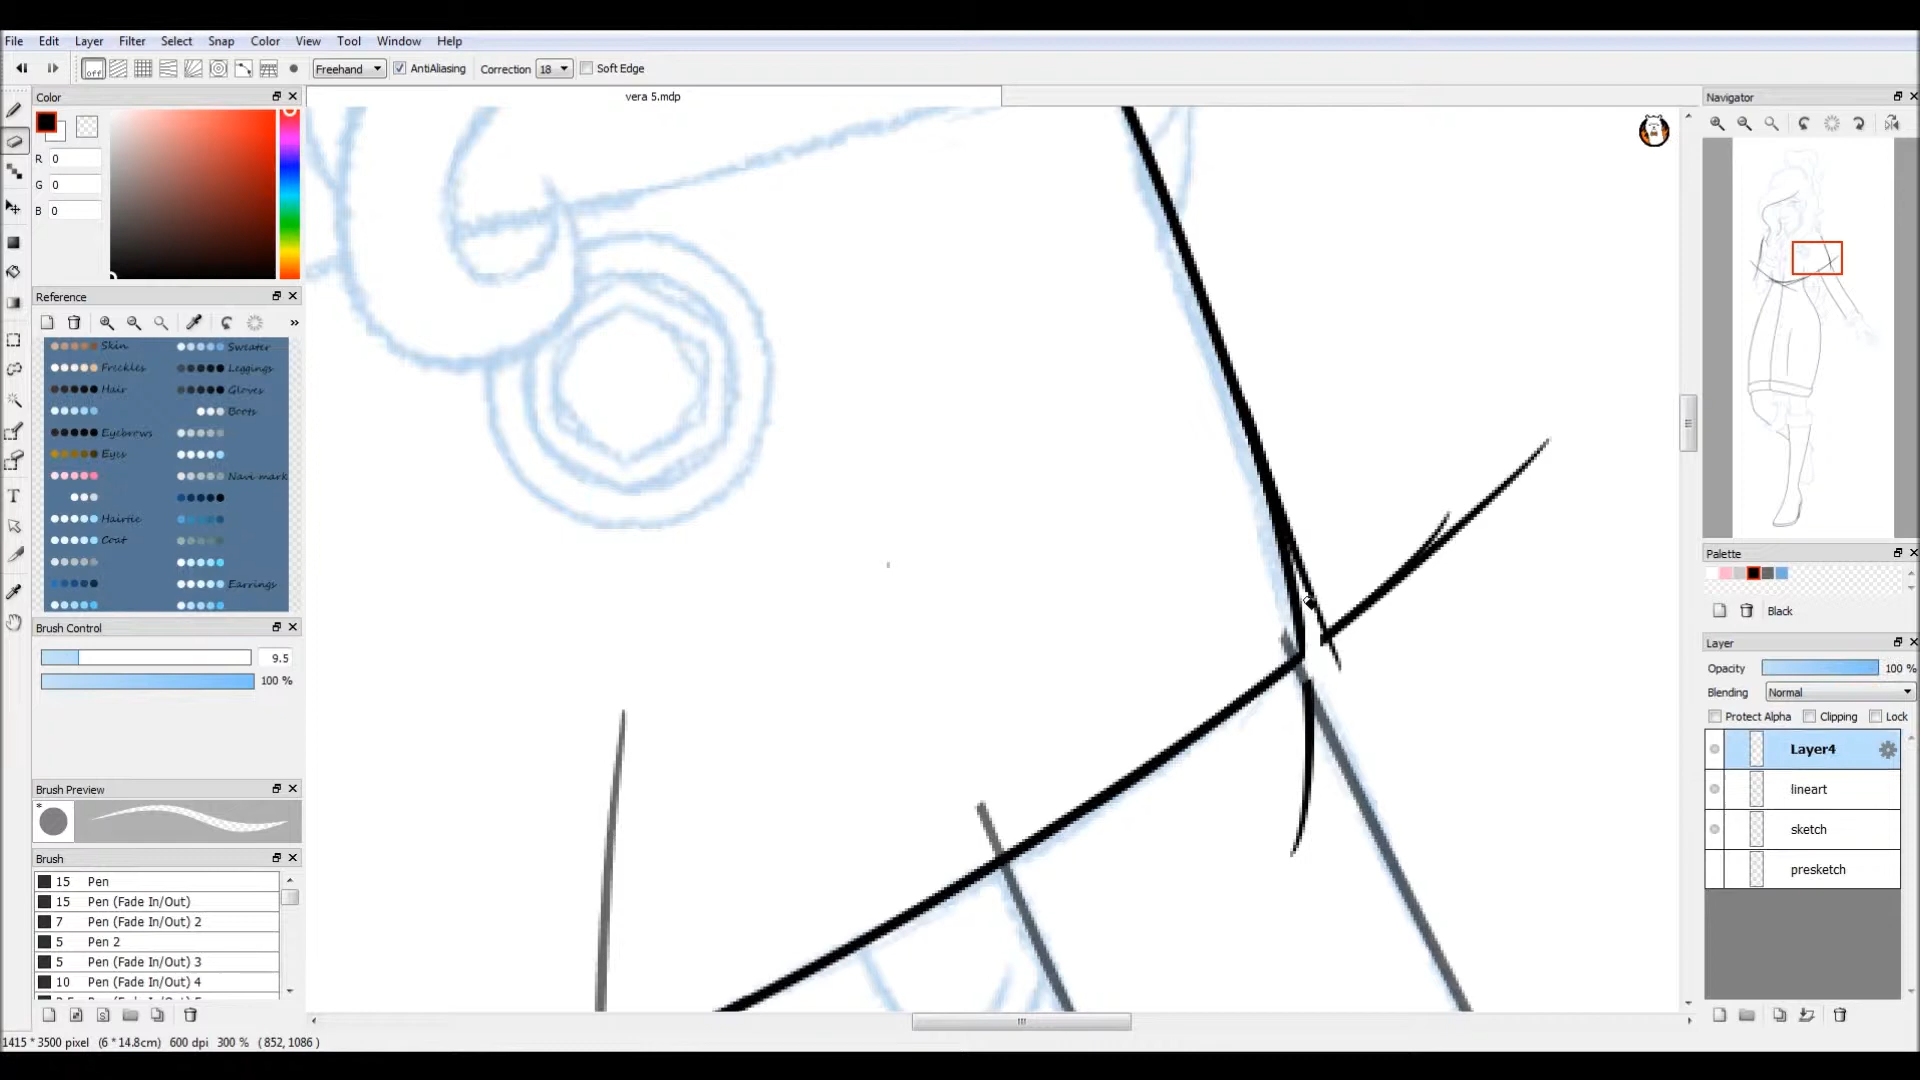 File Edit Layer Filter Select Snap Color View Tool Window Help
off Freehand AntiAliasing Correction 18 Soft Edge
vera 5.mdp
Color
R 0
G 0
B 0
Reference
Skin Sweater
Freckles Leggings
Hair Gloves
Boots
Eyebrows
Eyes
Navi mark
Hairtie
Coat
Earrings
Brush Control
9.5
100 %
Brush Preview
*
Brush
15 Pen
15 Pen (Fade In/Out)
7 Pen (Fade In/Out) 2
5 Pen 2
5 Pen (Fade In/Out) 3
10 Pen (Fade In/Out) 4
1415 * 3500 pixel (6 * 14.8cm) 600 dpi 300 % ( 852, 1086 )
Navigator
Palette
Black
Layer
Opacity 100 %
Blending Normal
Protect Alpha Clipping Lock
Layer4
lineart
sketch
presketch